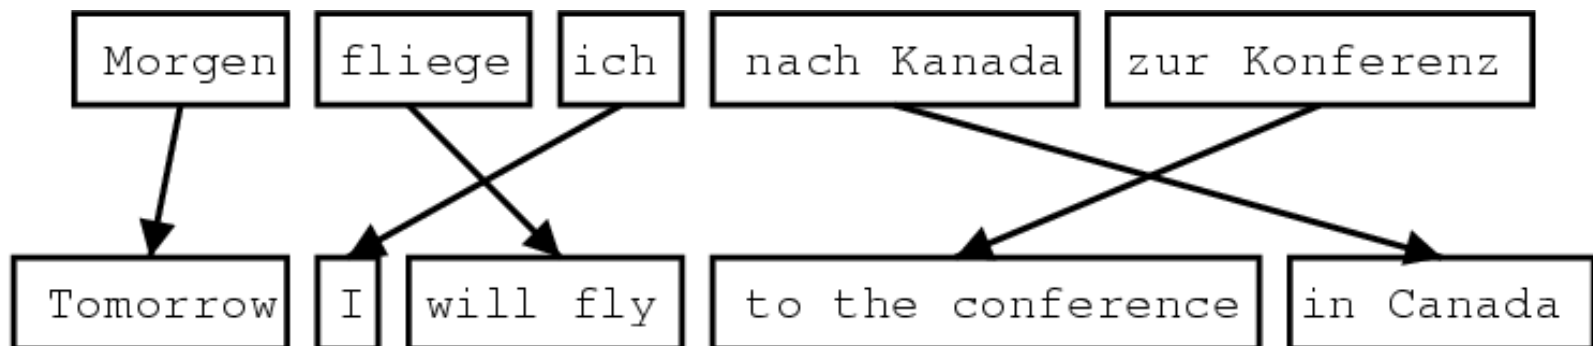 Morgen fliege ich nach Kanada zur Konferenz
Tomorrow I will fly to the conference in Canada